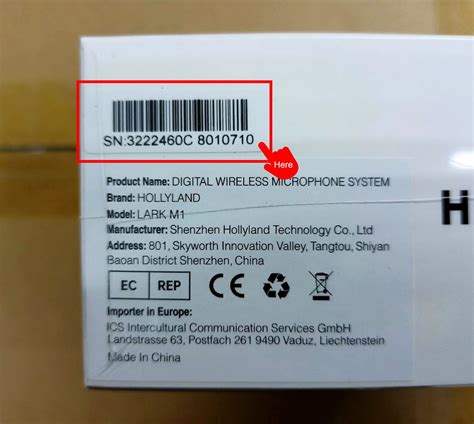 SN:3222460C 8010710
Here
Product Name: DIGITAL WIRELESS MICROPHONE SYSTEM
Brand: HOLLYLAND
Model: LARK M1
Manufacturer: Shenzhen Hollyland Technology Co., Ltd
Address: 801, Skyworth Innovation Valley, Tangtou, Shiyan
Baoan District Shenzhen, China
EC REP CE
Importer in Europe:
ICS Intercultural Communication Services GmbH
Landstrasse 63, Postfach 261 9490 Vaduz, Liechtenstein
Made In China
H